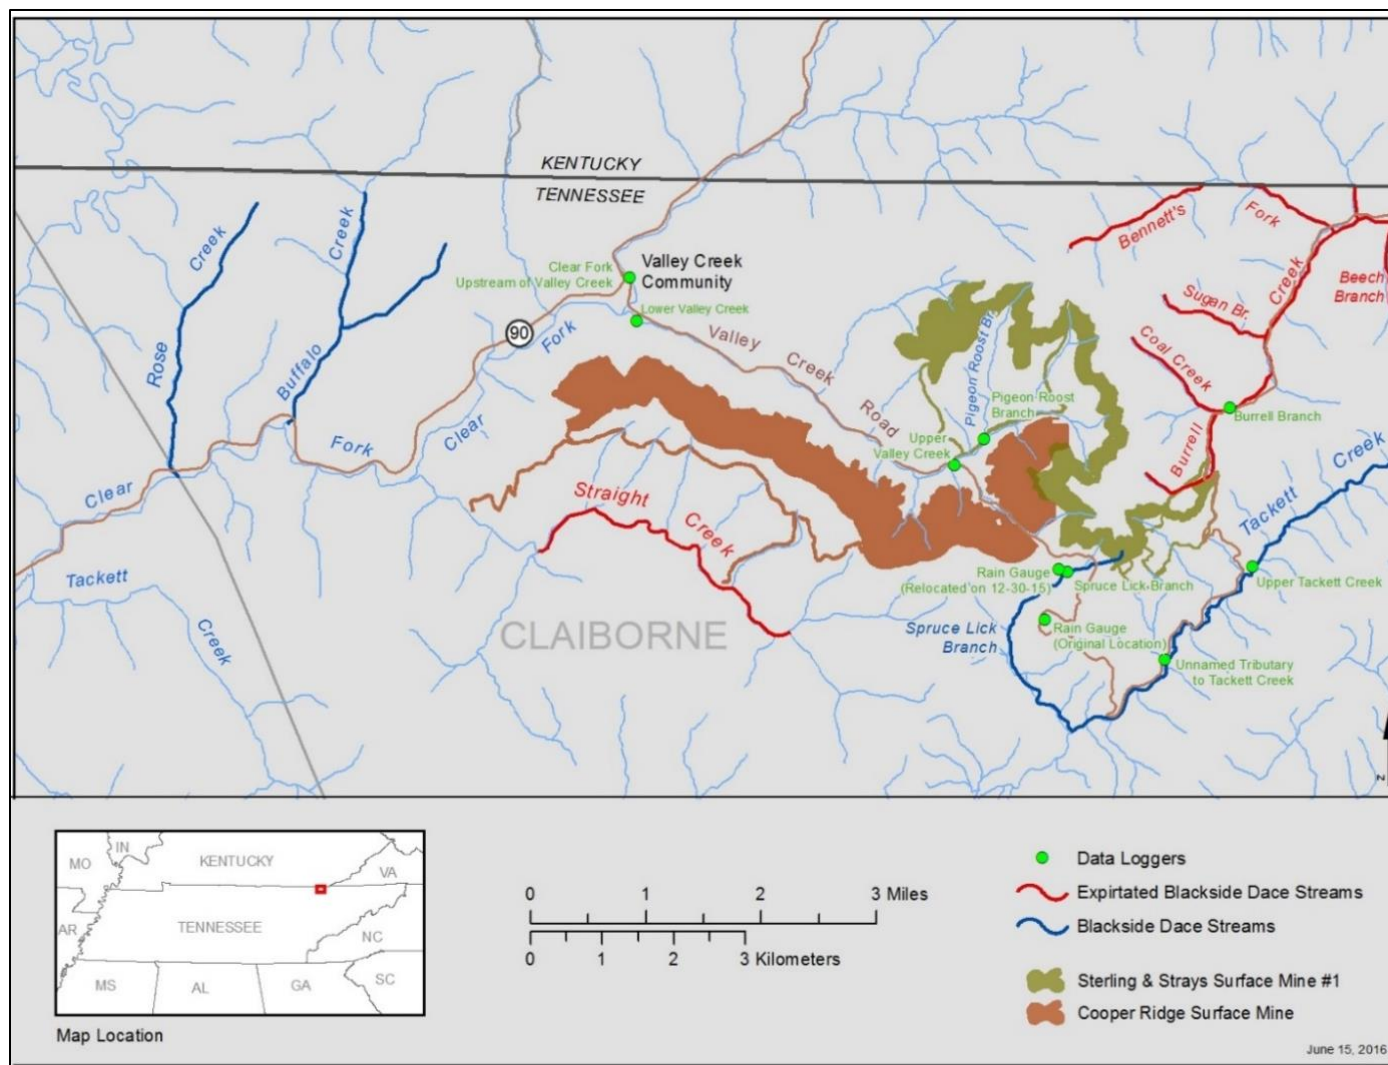 KENTUCKY
TENNESSEE
Bennett's
Fork
Creek
Creek
Rose
Buffalo
Clear Fork
Upstream of Valley Creek
Valley Creek
Community
Lower Valley Creek
90
Fork
Clear
Valley
Creek
Road
Pigeon Roost Br.
Sugan Br.
Creek
Beech
Branch
Coal Creek
Burrell Branch
Burrell
Pigeon Roost
Branch
Upper
Valley Creek
Fork
Clear
Straight
Creek
Tackett
Creek
Tackett
Creek
Rain Gauge
(Relocated on 12-30-15)
Spruce Lick Branch
Upper Tackett Creek
Spruce Lick
Branch
Rain Gauge
(Original Location)
Unnamed Tributary
to Tackett Creek
CLAIBORNE
N
MO
IN
KENTUCKY
VA
AR
TENNESSEE
NC
MS
AL
GA
SC
Map Location
0 1 2 3 Miles
0 1 2 3 Kilometers
Data Loggers
Expirtated Blackside Dace Streams
Blackside Dace Streams
Sterling & Strays Surface Mine #1
Cooper Ridge Surface Mine
June 15, 2016